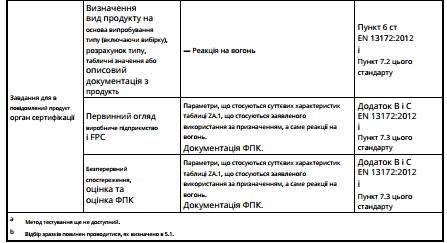 Визначення
вид продукту на
основа випробування
типу (включаючи вибірку),
розрахунок типу,
табличні значення або
описовий
документація з
продукть
— Реакція на вогонь
Пункт 6 ст
EN 13172:2012
і
Пункт 7.2 цього
стандарту
Завдання для в
повідомлений продукт
орган сертифікації
Первинний огляд
виробниче підприємство
і FPC
Параметри, що стосуються суттєвих характеристик
таблиці ZA.1, що стосуються заявленого
використання за призначенням, а саме реакції на
вогонь.
Документація ФПК.
Додаток B і C
EN 13172:2012
і
Пункт 7.3 цього
стандарту
Безперервний
спостереження,
оцінка та
оцінка ФПК
Параметри, що стосуються суттєвих характеристик
таблиці ZA.1, що стосуються заявленого
використання за призначенням, а саме реакції на
вогонь.
Документація ФПК.
Додаток B і C
EN 13172:2012
і
Пункт 7.3 цього
стандарту
a Метод тестування ще не доступний.
b Відбір зразків повинен проводитися, як визначено в 5.1.